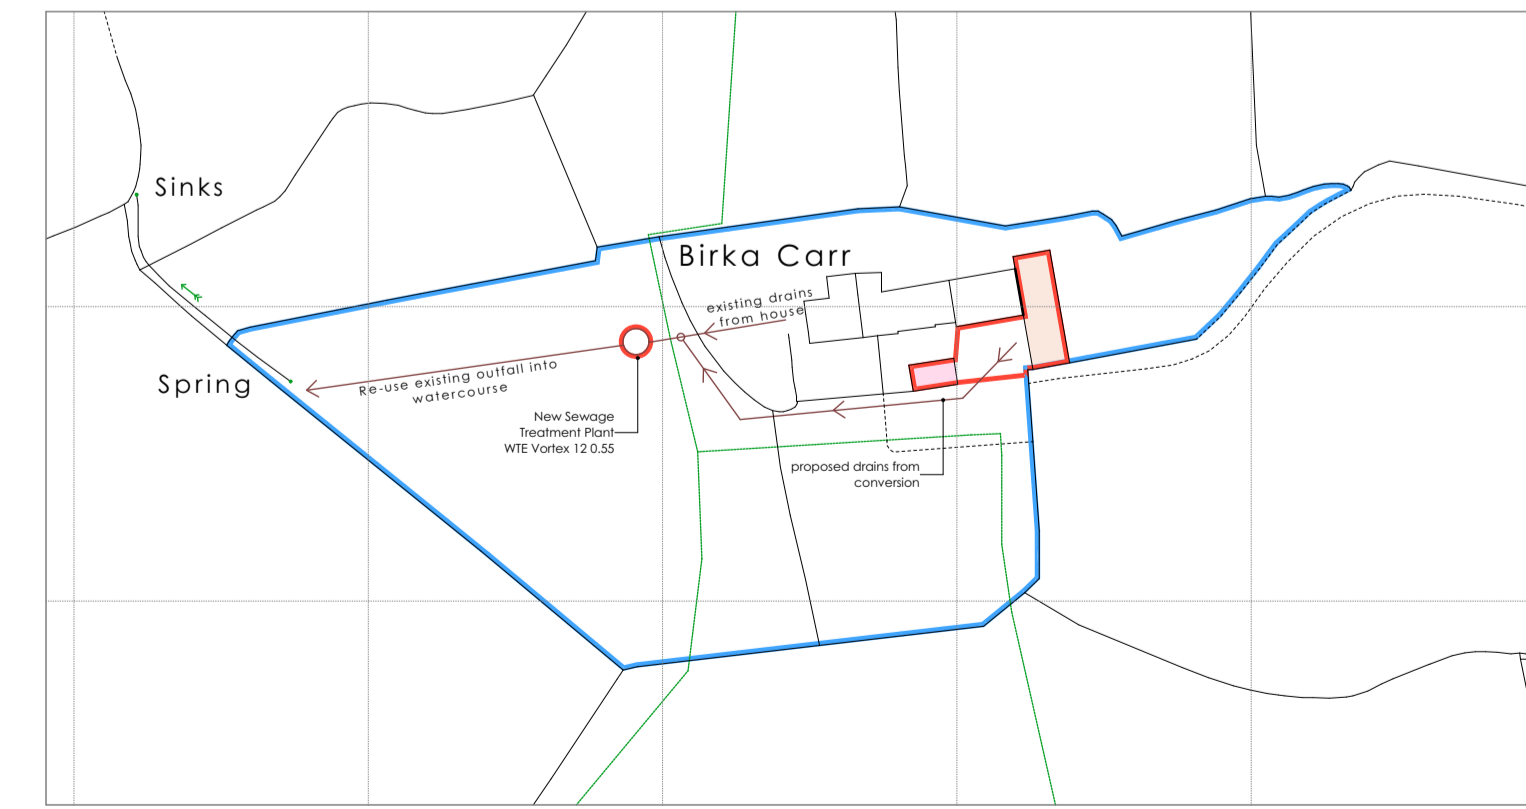 Sinks
Birka Carr
existing drains
from house
Spring
Re-use existing outfall into
watercourse
New Sewage
Treatment Plant
WTE Vortex 12 0.55
proposed drains from
conversion